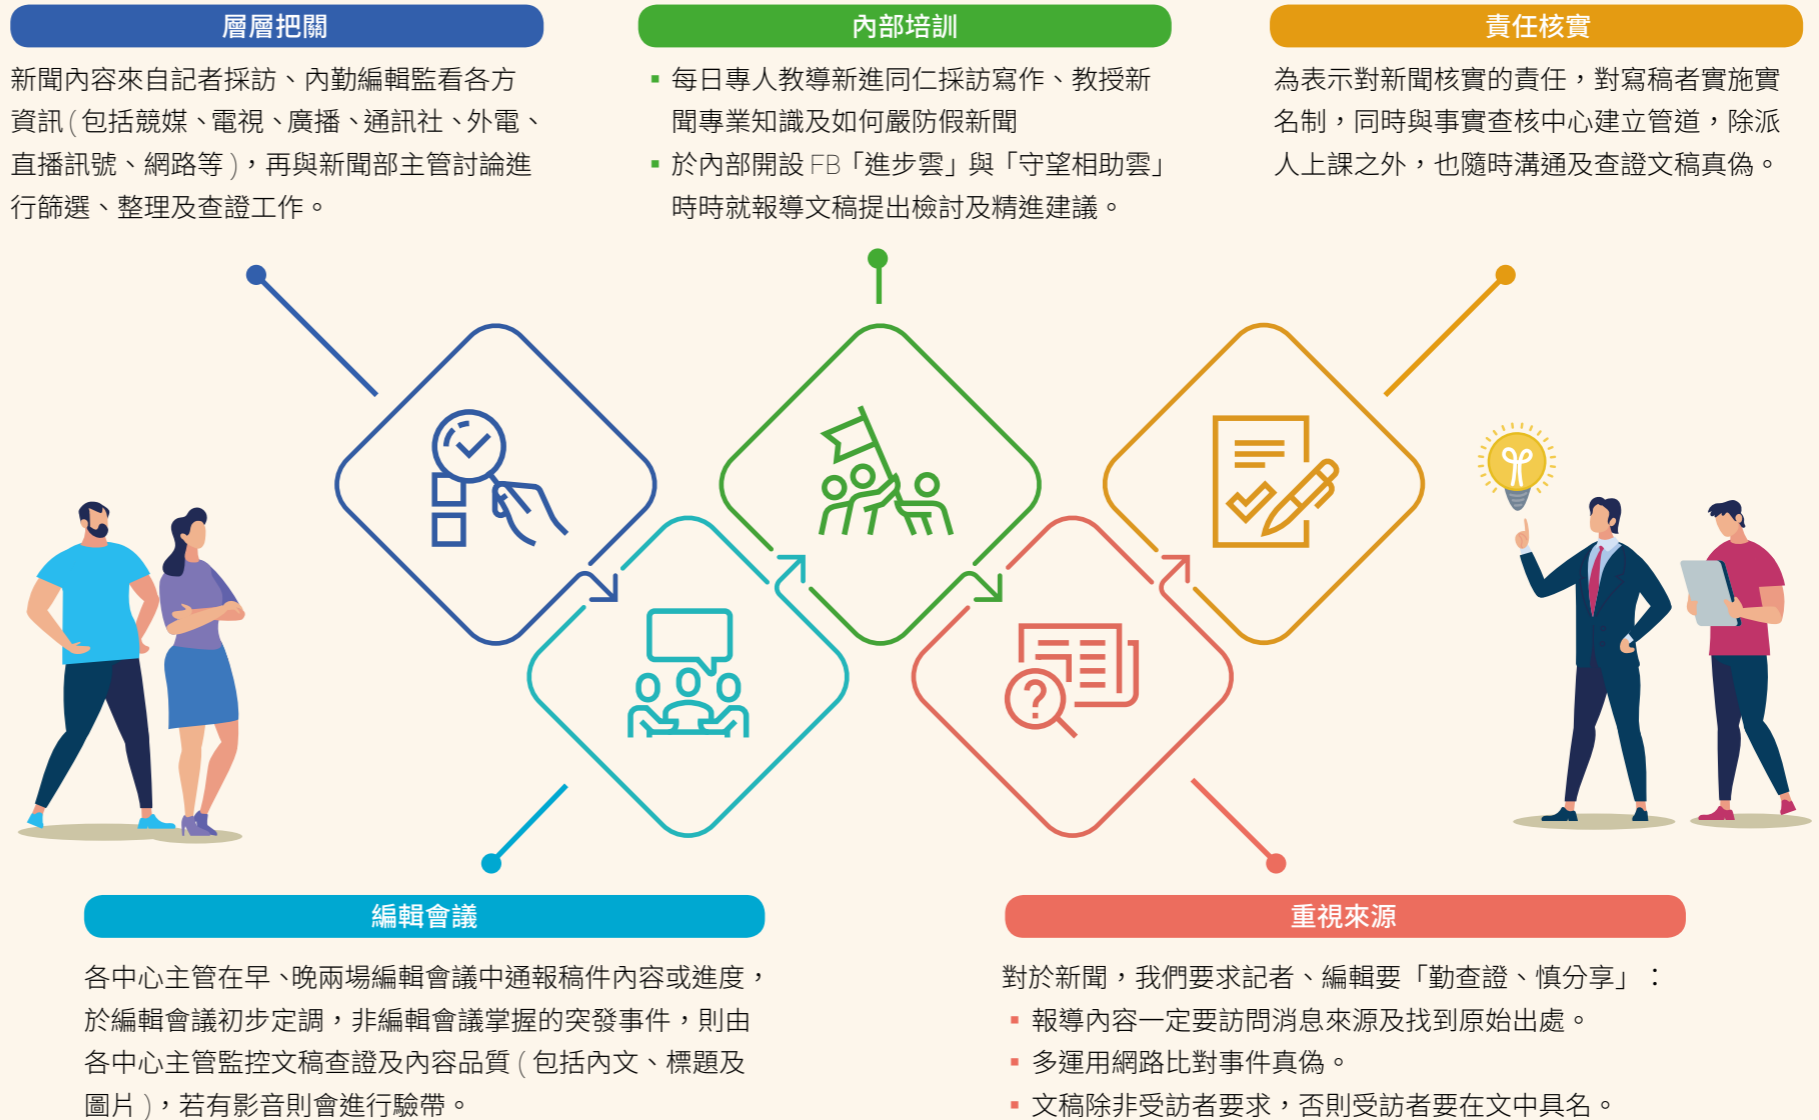 層層把關
新聞內容來自記者採訪、內勤編輯監看各方
資訊(包括競媒、電視、廣播、通訊社、外電、
直播訊號、網路等),再與新聞部主管討論進
行篩選、整理及查證工作。
內部培訓
▪ 每日專人教導新進同仁採訪寫作、教授新
聞專業知識及如何嚴防假新聞
▪ 於內部開設 FB「進步雲」與「守望相助雲」
時時就報導文稿提出檢討及精進建議。
責任核實
為表示對新聞核實的責任,對寫稿者實施實
名制,同時與事實查核中心建立管道,除派
人上課之外,也隨時溝通及查證文稿真偽。
編輯會議
各中心主管在早、晚兩場編輯會議中通報稿件內容或進度,
於編輯會議初步定調,非編輯會議掌握的突發事件,則由
各中心主管監控文稿查證及內容品質(包括內文、標題及
圖片),若有影音則會進行驗帶。
重視來源
對於新聞,我們要求記者、編輯要「勤查證、慎分享」:
▪ 報導內容一定要訪問消息來源及找到原始出處。
▪ 多運用網路比對事件真偽。
▪ 文稿除非受訪者要求,否則受訪者要在文中具名。